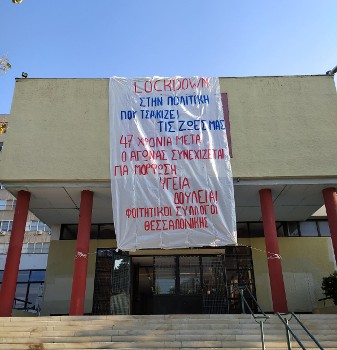 LOCKDOWN
ΣΤΗΝ ΠΟΛΙΤΙΚΗ
ΠΟΥ ΤΣΑΚΙΖΕΙ
ΤΙΣ ΖΩΕΣ ΜΑΣ
47 ΧΡΟΝΙΑ ΜΕΤΑ
Ο ΑΓΩΝΑΣ ΣΥΝΕΧΙΖΕΤΑΙ
ΓΙΑ ΜΟΡΦΩΣΗ
ΥΓΕΙΑ
ΔΟΥΛΕΙΑ!
ΦΟΙΤΗΤΙΚΟΙ ΣΥΛΛΟΓΟΙ
ΘΕΣΣΑΛΟΝΙΚΗΣ